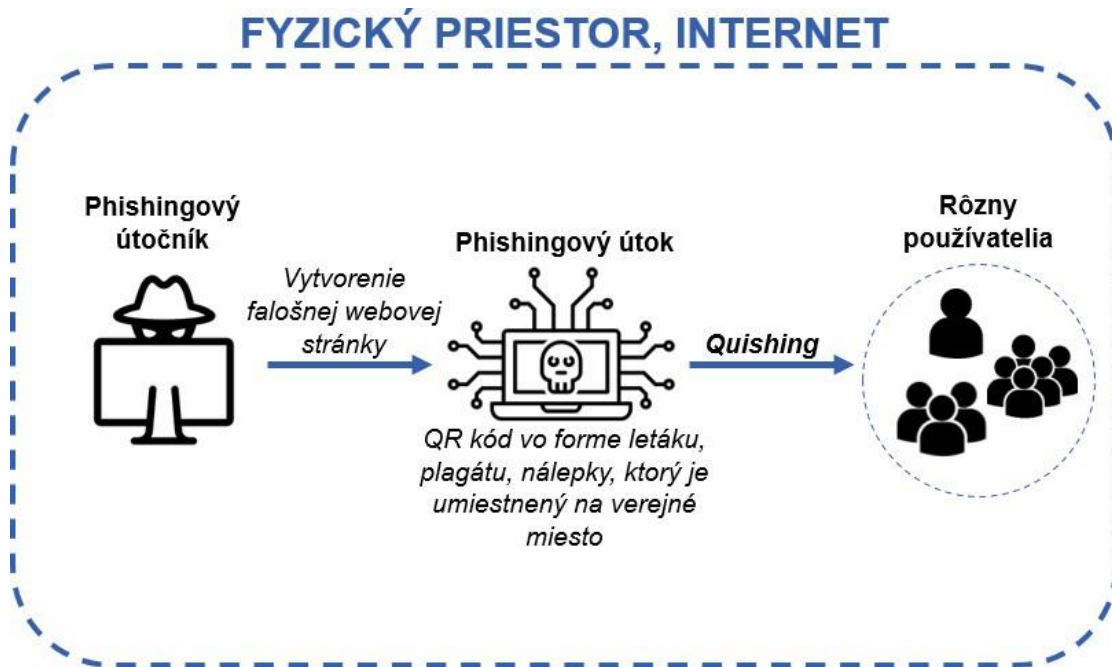 FYZICKÝ PRIESTOR, INTERNET
Phishingový
útočník
Vytvorenie
falošnej webovej
stránky
Phishingový útok
QR kód vo forme letáku,
plagátu, nálepky, ktorý je
umiestnený na verejné
miesto
Quishing
Rôzny
používatelia